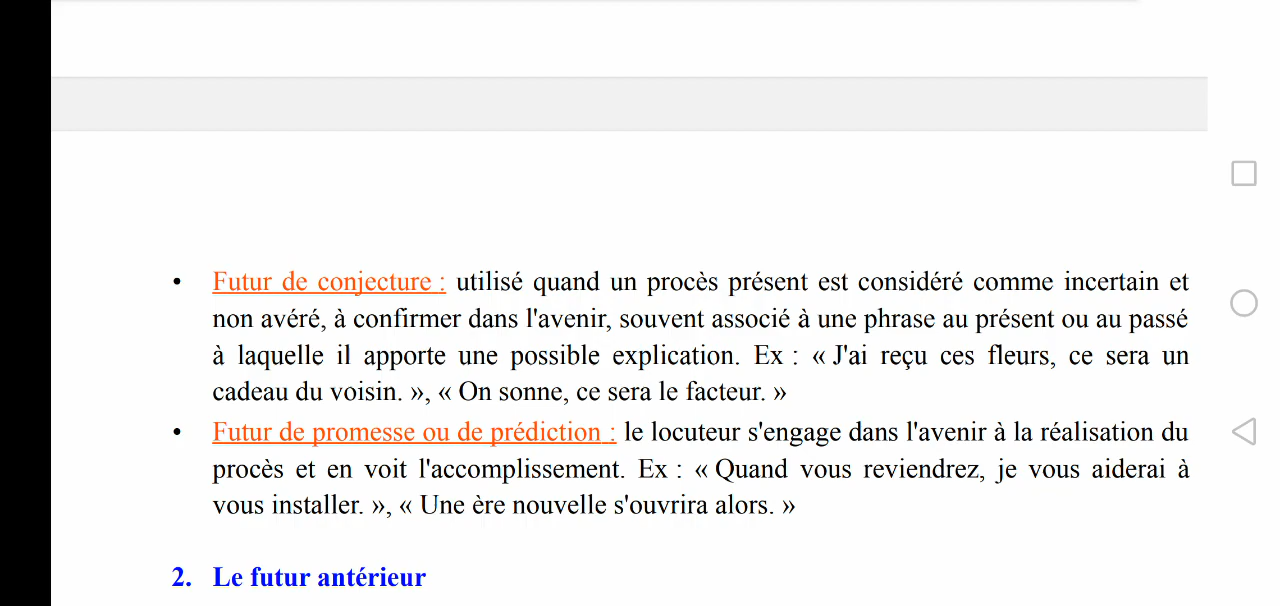 • Futur de conjecture : utilisé quand un procès présent est considéré comme incertain et
non avéré, à confirmer dans l'avenir, souvent associé à une phrase au présent ou au passé
à laquelle il apporte une possible explication. Ex : « J'ai reçu ces fleurs, ce sera un
cadeau du voisin. », « On sonne, ce sera le facteur. »
• Futur de promesse ou de prédiction : le locuteur s'engage dans l'avenir à la réalisation du
procès et en voit l'accomplissement. Ex : « Quand vous reviendrez, je vous aiderai à
vous installer. », « Une ère nouvelle s'ouvrira alors. »
2. Le futur antérieur